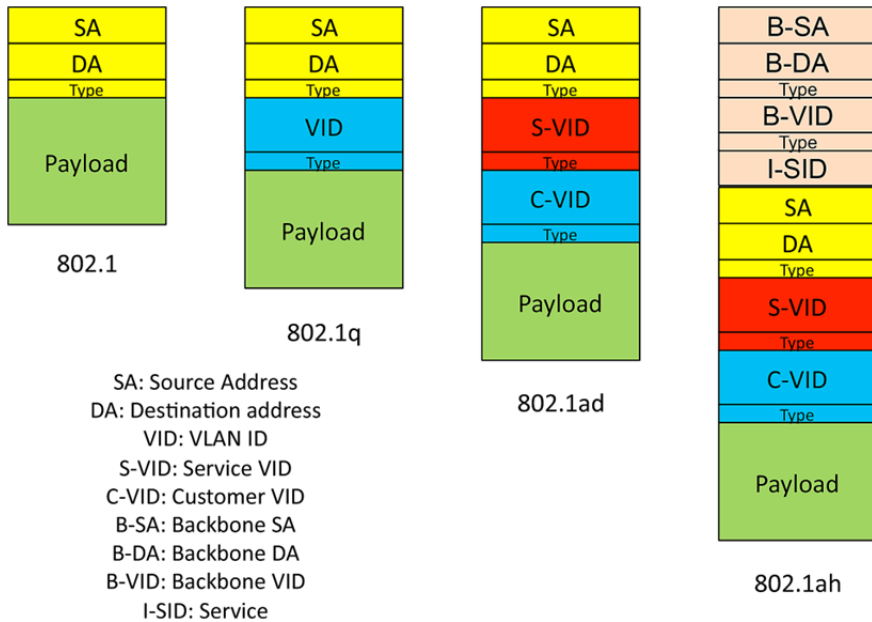 SA
DA
Type
Payload
802.1
SA
DA
Type
VID
Type
Payload
802.1q
SA
DA
Type
S-VID
Type
C-VID
Type
Payload
802.1ad
B-SA
B-DA
Type
B-VID
Type
I-SID
SA
DA
Type
S-VID
Type
C-VID
Type
Payload
802.1ah
SA: Source Address
DA: Destination address
VID: VLAN ID
S-VID: Service VID
C-VID: Customer VID
B-SA: Backbone SA
B-DA: Backbone DA
B-VID: Backbone VID
I-SID: Service